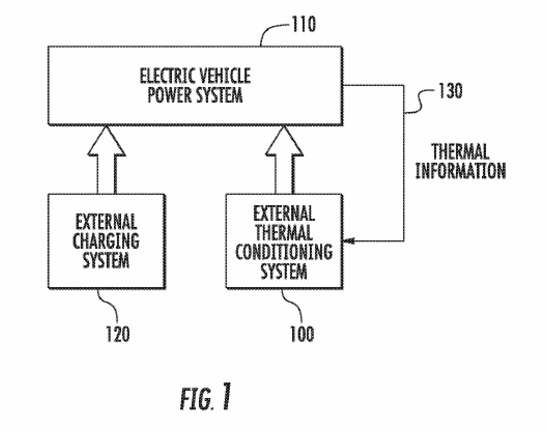 110
ELECTRIC VEHICLE
POWER SYSTEM
130
THERMAL
INFORMATION
EXTERNAL
CHARGING
SYSTEM
EXTERNAL
THERMAL
CONDITIONING
SYSTEM
120
100
FIG. 1